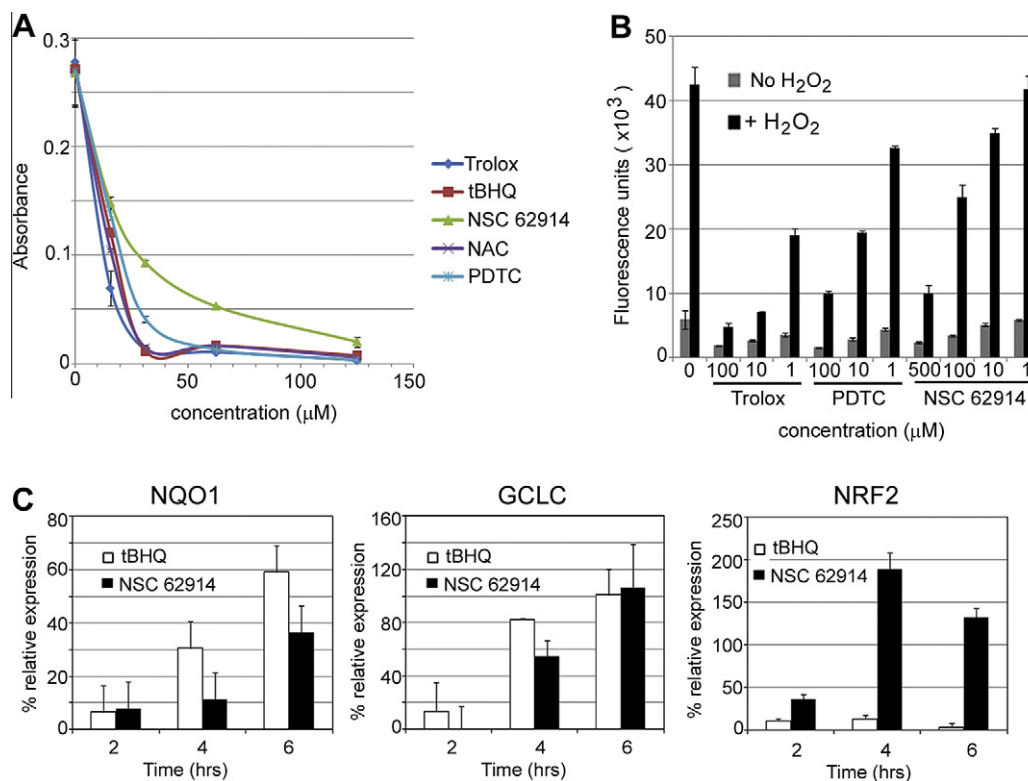 A
0.3
0.2
0.1
0
Absorbance
0 50 100 150
concentration (μM)
Trolox
tBHQ
NSC 62914
NAC
PDTC
B
50
40
30
20
10
0
Fluorescence units ( x10³)
No H₂O₂
+ H₂O₂
0 100 10 1 100 10 1 500 100 10 1
Trolox PDTC NSC 62914
concentration (μM)
C
NQO1
80
60
40
20
0
% relative expression
tBHQ
NSC 62914
2 4 6
Time (hrs)
GCLC
160
120
80
40
0
% relative expression
tBHQ
NSC 62914
2 4 6
Time (hrs)
NRF2
250
200
150
100
50
0
% relative expression
tBHQ
NSC 62914
2 4 6
Time (hrs)